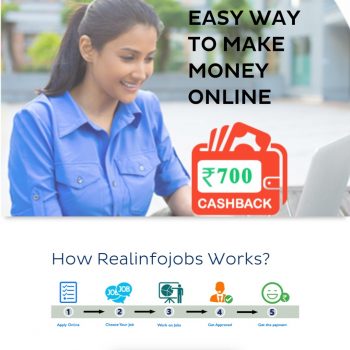 EASY WAY
TO MAKE
MONEY
ONLINE
₹700
CASHBACK
How Realinfojobs Works?
JOB JOB
1 2 3 4 5
Apply Online Choose Your Job Work on Jobs Get Approved Get the payment